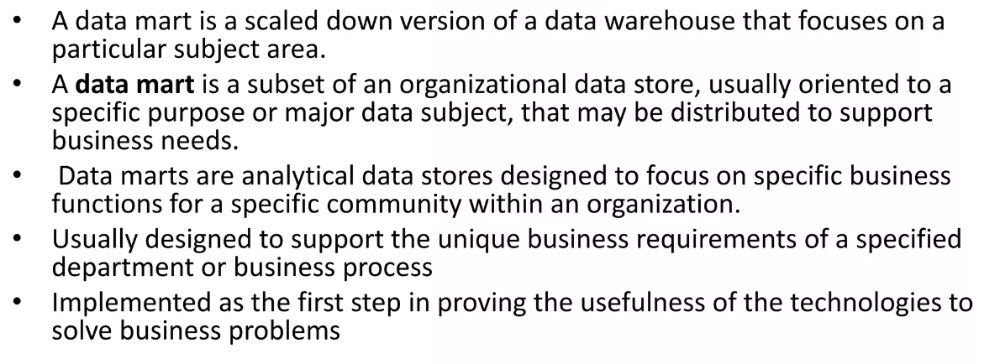 • A data mart is a scaled down version of a data warehouse that focuses on a
particular subject area.
• A data mart is a subset of an organizational data store, usually oriented to a
specific purpose or major data subject, that may be distributed to support
business needs.
• Data marts are analytical data stores designed to focus on specific business
functions for a specific community within an organization.
• Usually designed to support the unique business requirements of a specified
department or business process
• Implemented as the first step in proving the usefulness of the technologies to
solve business problems